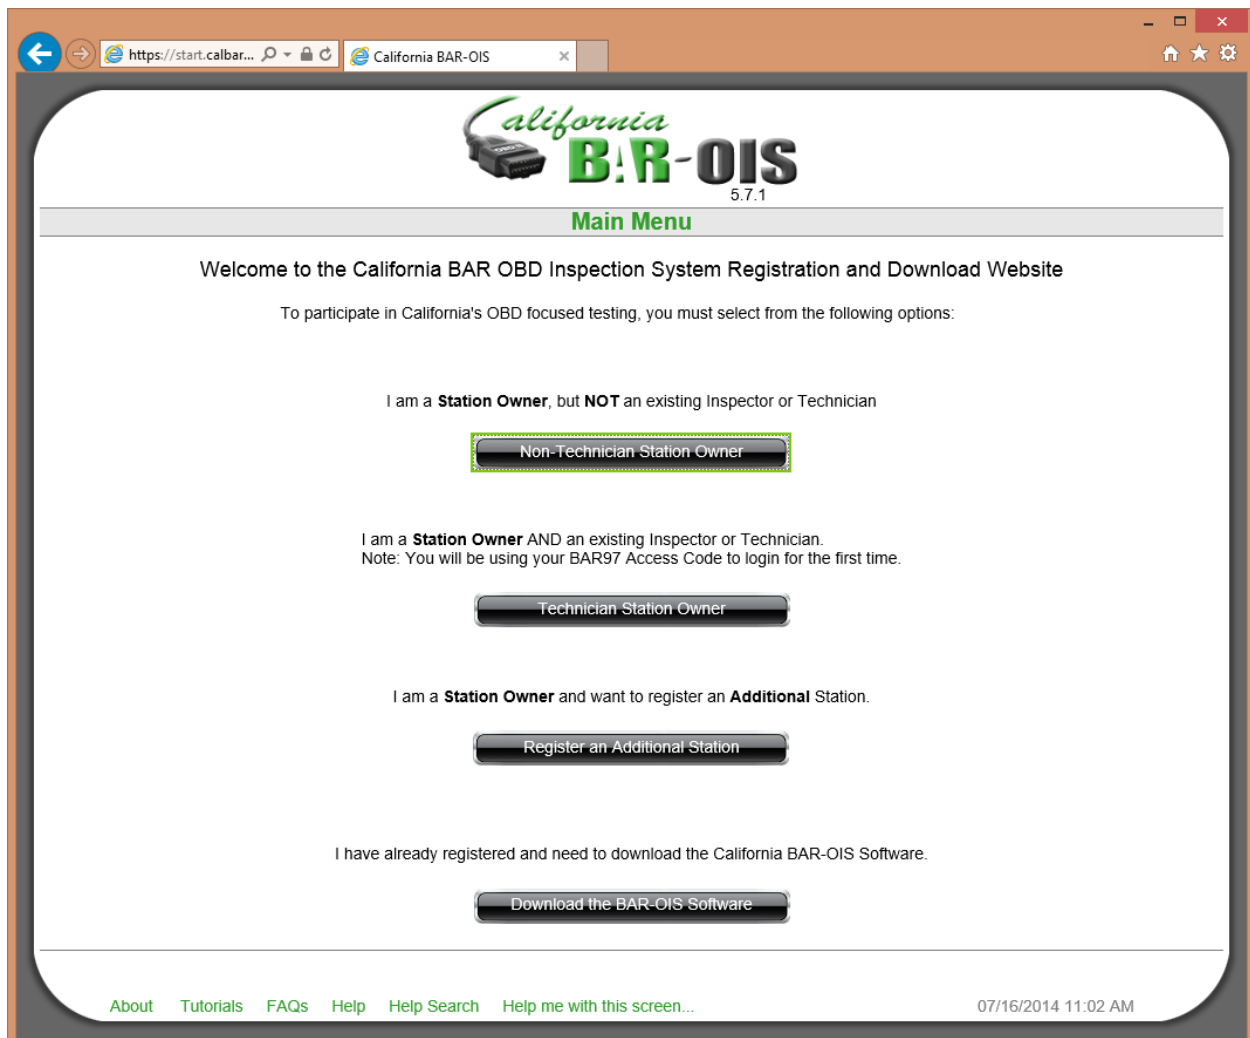 https://start.calbar...
California BAR-OIS
California
OBD II
BAR-OIS
5.7.1
Main Menu
Welcome to the California BAR OBD Inspection System Registration and Download Website
To participate in California's OBD focused testing, you must select from the following options:
I am a Station Owner, but NOT an existing Inspector or Technician
Non-Technician Station Owner
I am a Station Owner AND an existing Inspector or Technician.
Note: You will be using your BAR97 Access Code to login for the first time.
Technician Station Owner
I am a Station Owner and want to register an Additional Station.
Register an Additional Station
I have already registered and need to download the California BAR-OIS Software.
Download the BAR-OIS Software
About Tutorials FAQs Help Help Search Help me with this screen... 07/16/2014 11:02 AM